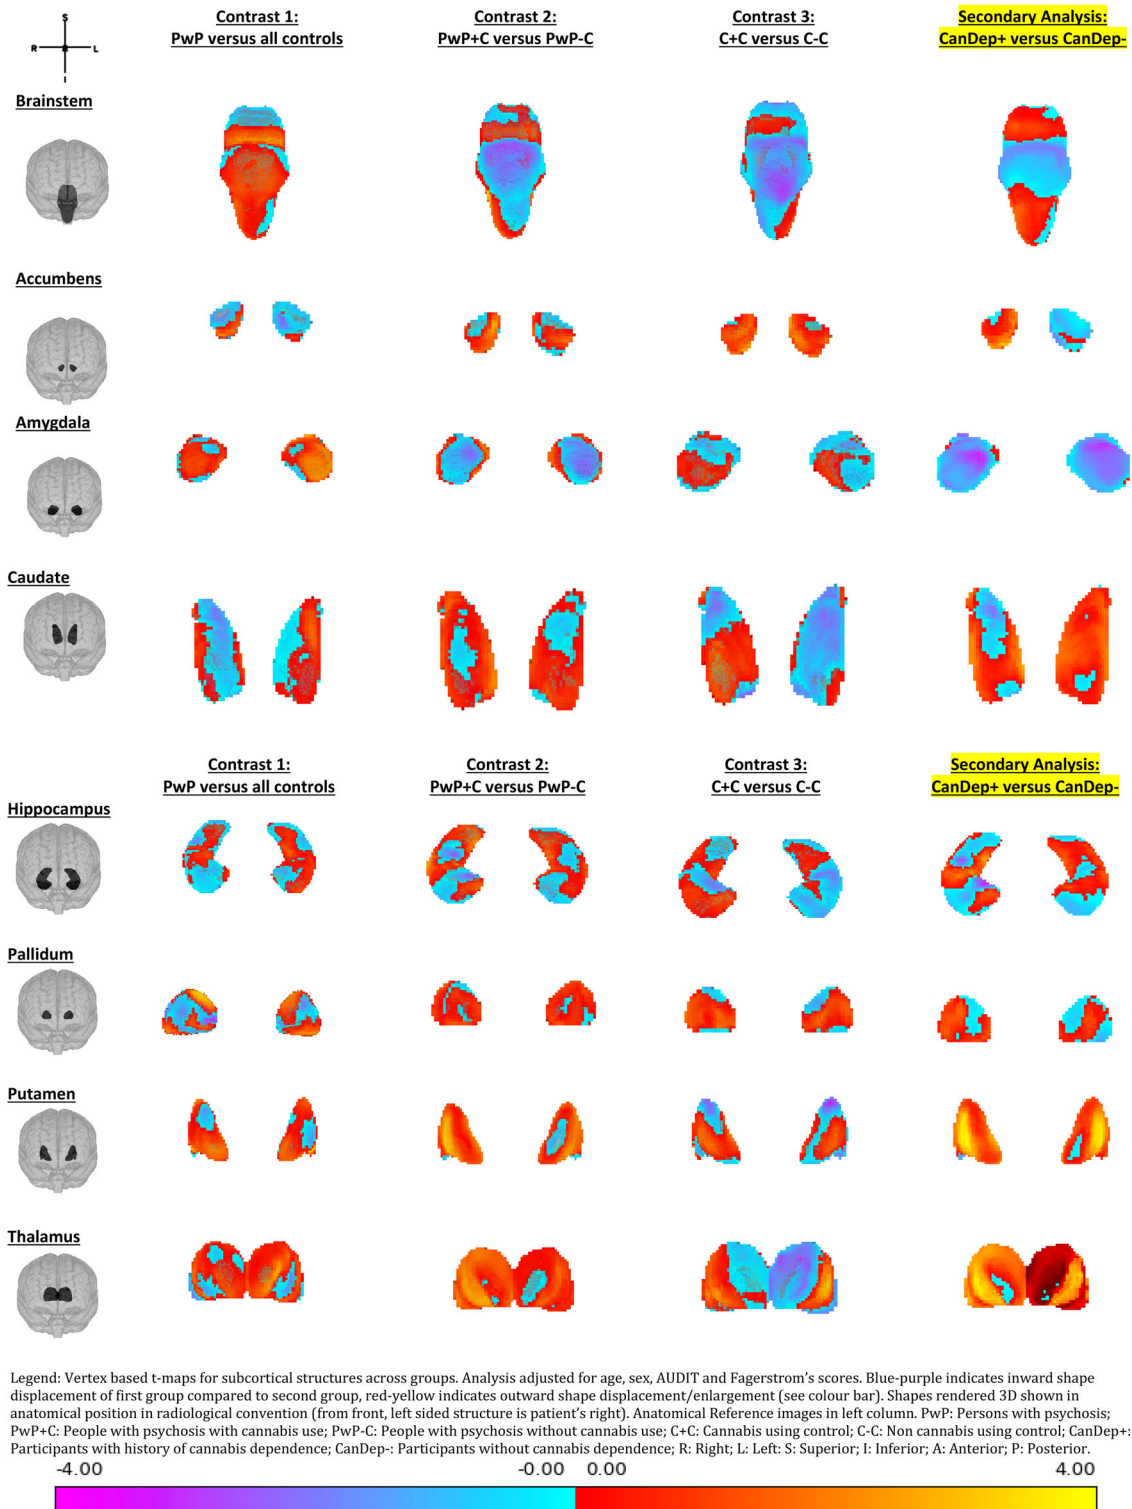 S
R R L
I
Contrast 1:
PwP versus all controls
Contrast 2:
PwP+C versus PwP-C
Contrast 3:
C+C versus C-C
Secondary Analysis:
CanDep+ versus CanDep-
Brainstem
Accumbens
Amygdala
Caudate
Contrast 1:
PwP versus all controls
Contrast 2:
PwP+C versus PwP-C
Contrast 3:
C+C versus C-C
Secondary Analysis:
CanDep+ versus CanDep-
Hippocampus
Pallidum
Putamen
Thalamus
Legend: Vertex based t-maps for subcortical structures across groups. Analysis adjusted for age, sex, AUDIT and Fagerstrom's scores. Blue-purple indicates inward shape
displacement of first group compared to second group, red-yellow indicates outward shape displacement/enlargement (see colour bar). Shapes rendered 3D shown in
anatomical position in radiological convention (from front, left sided structure is patient's right). Anatomical Reference images in left column. PwP: Persons with psychosis;
PwP+C: People with psychosis with cannabis use; PwP-C: People with psychosis without cannabis use; C+C: Cannabis using control; C-C: Non cannabis using control; CanDep+:
Participants with history of cannabis dependence; CanDep-: Participants without cannabis dependence; R: Right; L: Left: S: Superior; I: Inferior; A: Anterior; P: Posterior.
-4.00 -0.00 0.00 4.00